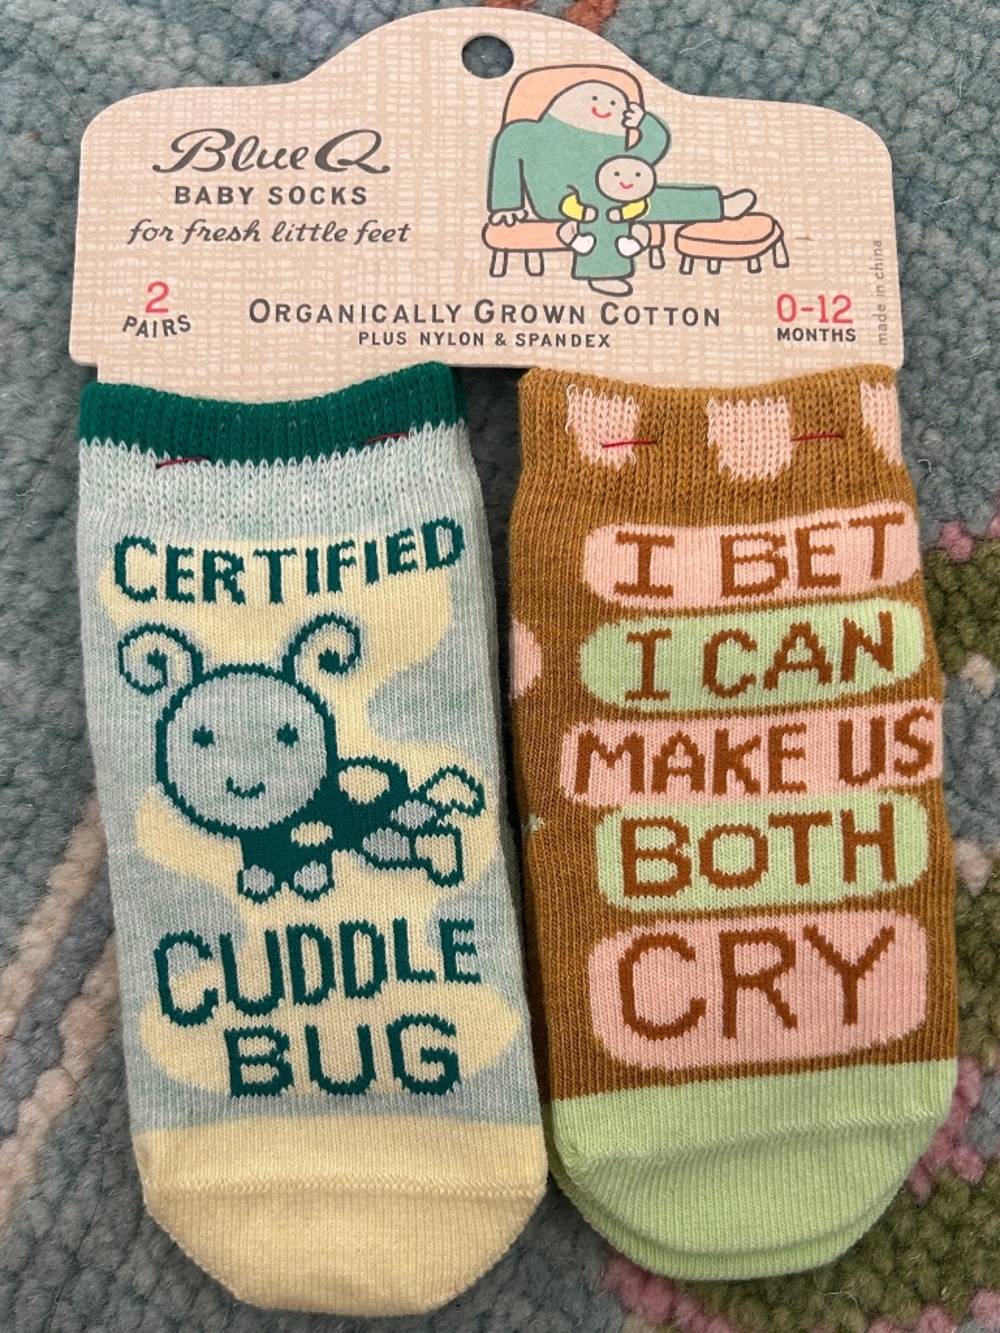 Blue Q
BABY SOCKS
for fresh little feet
2
PAIRS
ORGANICALLY GROWN COTTON
PLUS NYLON & SPANDEX
0-12
MONTHS
made in china
CERTIFIED
CUDDLE
BUG
I BET
I CAN
MAKE US
BOTH
CRY